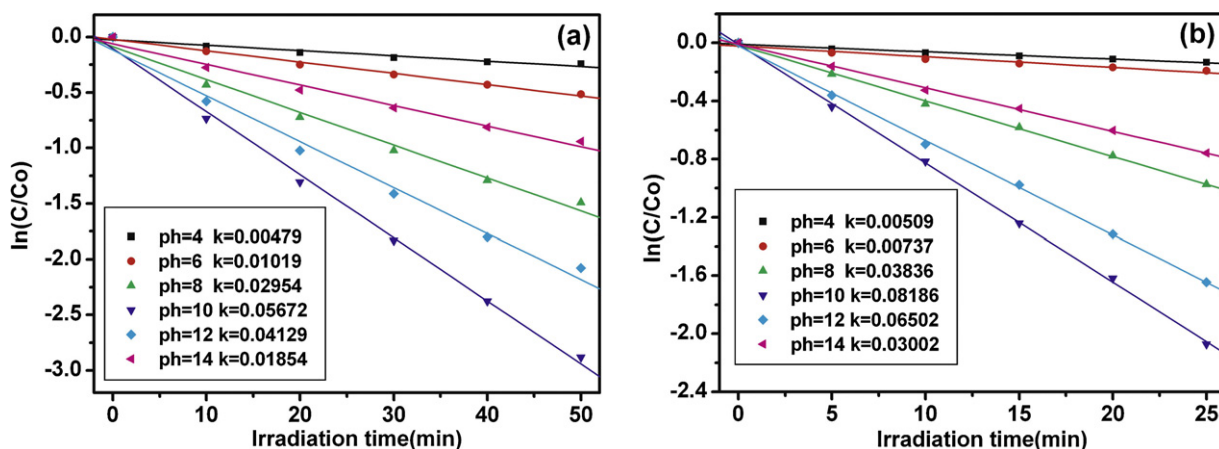 (a)
0.0
-0.5
-1.0
-1.5
-2.0
-2.5
-3.0
ln(C/Co)
ph=4 k=0.00479
ph=6 k=0.01019
ph=8 k=0.02954
ph=10 k=0.05672
ph=12 k=0.04129
ph=14 k=0.01854
0 10 20 30 40 50
Irradiation time(min)
(b)
0.0
-0.4
-0.8
-1.2
-1.6
-2.0
-2.4
ln(C/Co)
ph=4 k=0.00509
ph=6 k=0.00737
ph=8 k=0.03836
ph=10 k=0.08186
ph=12 k=0.06502
ph=14 k=0.03002
0 5 10 15 20 25
Irradiation time(min)